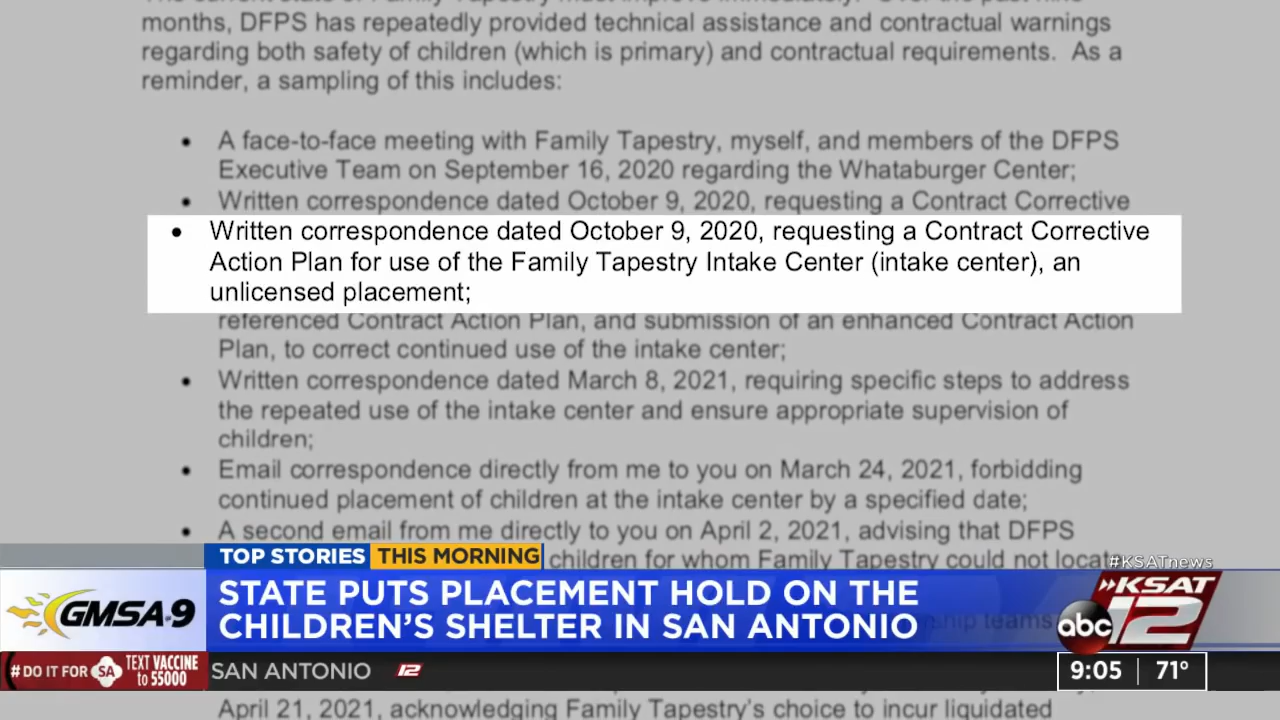 months, DFPS has repeatedly provided technical assistance and contractual warnings
regarding both safety of children (which is primary) and contractual requirements. As a
reminder, a sampling of this includes:
• A face-to-face meeting with Family Tapestry, myself, and members of the DFPS
Executive Team on September 16, 2020 regarding the Whataburger Center;
• Written correspondence dated October 9, 2020, requesting a Contract Corrective
• Written correspondence dated October 9, 2020, requesting a Contract Corrective
Action Plan for use of the Family Tapestry Intake Center (intake center), an
unlicensed placement;
referenced Contract Action Plan, and submission of an enhanced Contract Action
Plan, to correct continued use of the intake center;
• Written correspondence dated March 8, 2021, requiring specific steps to address
the repeated use of the intake center and ensure appropriate supervision of
children;
• Email correspondence directly from me to you on March 24, 2021, forbidding
continued placement of children at the intake center by a specified date;
• A second email from me directly to you on April 2, 2021, advising that DFPS
children for whom Family Tapestry could not locate
#KSATnews
TOP STORIES THIS MORNING
STATE PUTS PLACEMENT HOLD ON THE
CHILDREN'S SHELTER IN SAN ANTONIO
GMSA@9
abc KSAT 12
#DO IT FOR SA TEXT VACCINE to 55000
SAN ANTONIO 12
9:05 71°
April 21, 2021, acknowledging Family Tapestry's choice to incur liquidated